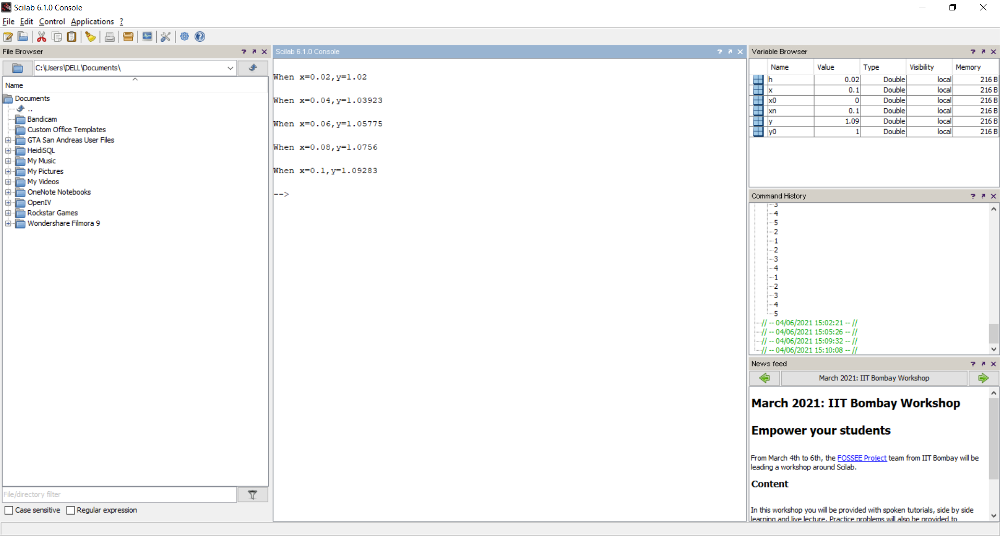 Scilab 6.1.0 Console
File Edit Control Applications ?
File Browser
C:\Users\DELL\Documents\
Name
Documents
..
Bandicam
Custom Office Templates
GTA San Andreas User Files
HeidiSQL
My Music
My Pictures
My Videos
OneNote Notebooks
OpenIV
Rockstar Games
Wondershare Filmora 9
File/directory filter
Case sensitive Regular expression
Scilab 6.1.0 Console
When x=0.02,y=1.02
When x=0.04,y=1.03923
When x=0.06,y=1.05775
When x=0.08,y=1.0756
When x=0.1,y=1.09283
-->
Variable Browser
Name Value Type Visibility Memory
h 0.02 Double local 216 B
x 0.1 Double local 216 B
x0 0 Double local 216 B
xn 0.1 Double local 216 B
y 1.09 Double local 216 B
y0 1 Double local 216 B
Command History
3
4
5
2
1
2
3
4
1
2
3
4
5
// -- 04/06/2021 15:02:21 -- //
// -- 04/06/2021 15:05:26 -- //
// -- 04/06/2021 15:09:32 -- //
// -- 04/06/2021 15:10:08 -- //
News feed
March 2021: IIT Bombay Workshop
March 2021: IIT Bombay Workshop
Empower your students
From March 4th to 6th, the FOSSEE Project team from IIT Bombay will be
leading a workshop around Scilab.
Content
In this workshop you will be provided with spoken tutorials, side by side
learning and live lecture. Practice problems will also be provided to